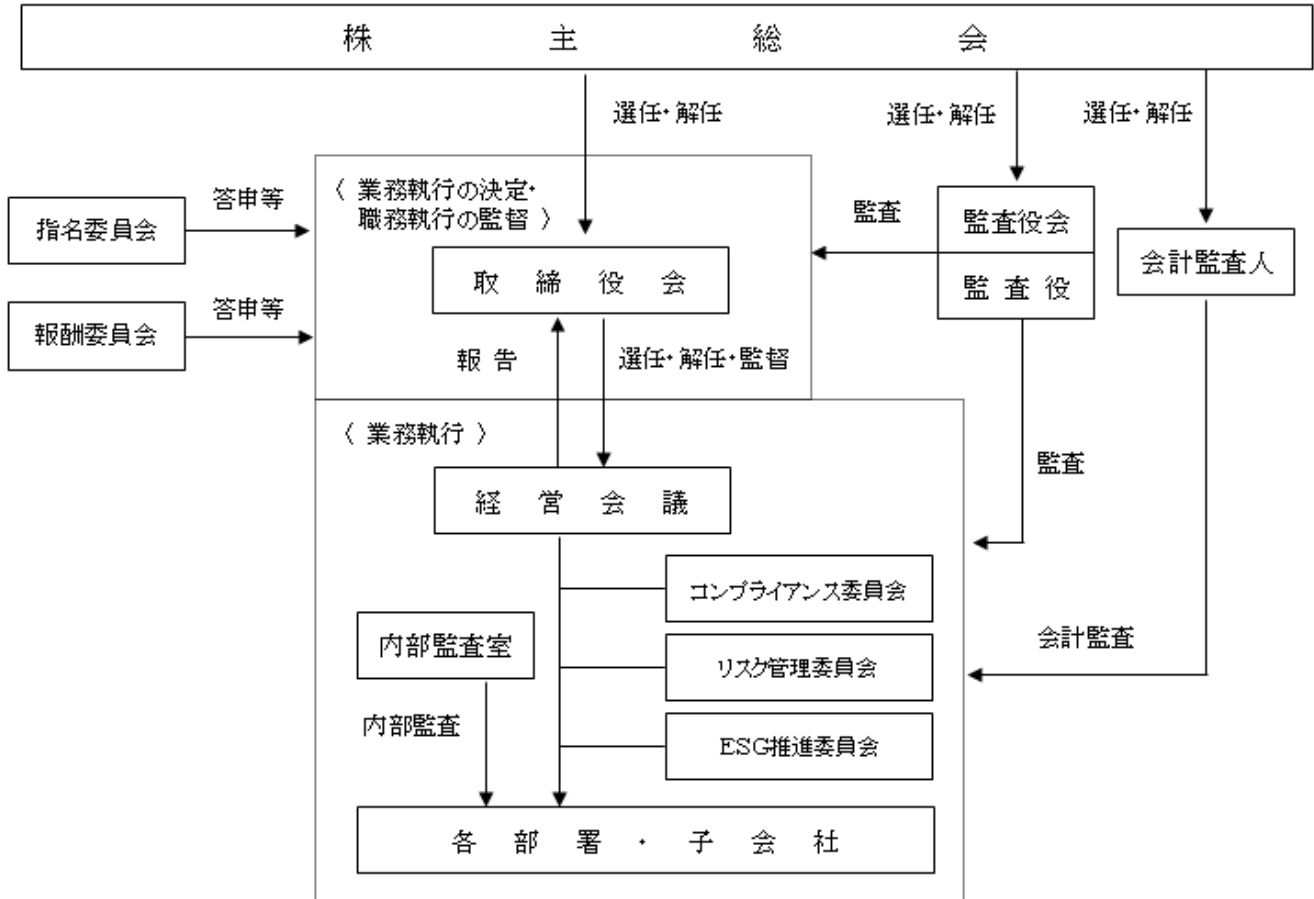 株主総会
選任・解任
選任・解任
選任・解任
〈 業務執行の決定・
職務執行の監督 〉
答申等
指名委員会
監査
監査役会
監査役
会計監査人
取締役会
答申等
報酬委員会
報告
選任・解任・監督
〈 業務執行 〉
経営会議
監査
コンプライアンス委員会
内部監査室
リスク管理委員会
会計監査
内部監査
ESG推進委員会
各部署・子会社